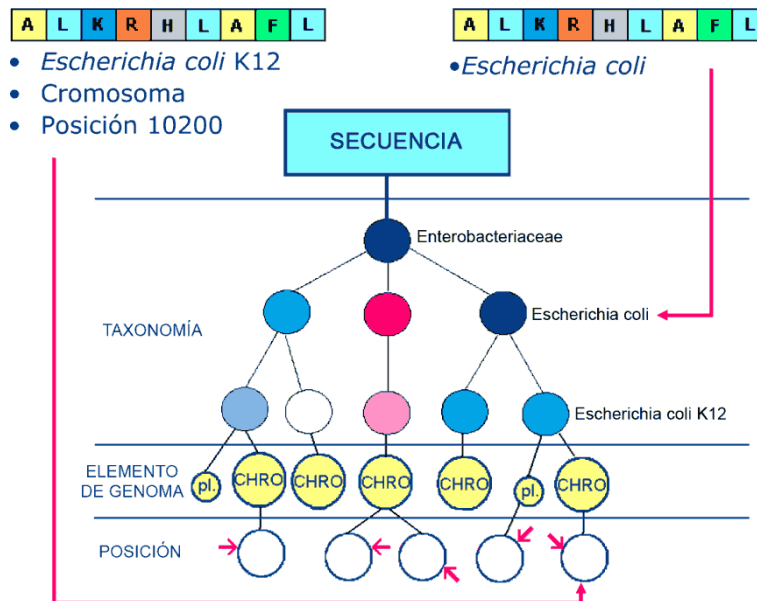 A L K R H L A F L
• Escherichia coli K12
• Cromosoma
• Posición 10200
A L K R H L A F L
•Escherichia coli
SECUENCIA
Enterobacteriaceae
TAXONOMÍA
Escherichia coli
Escherichia coli K12
ELEMENTO
DE GENOMA
pl. CHRO CHRO CHRO CHRO pl. CHRO
POSICIÓN